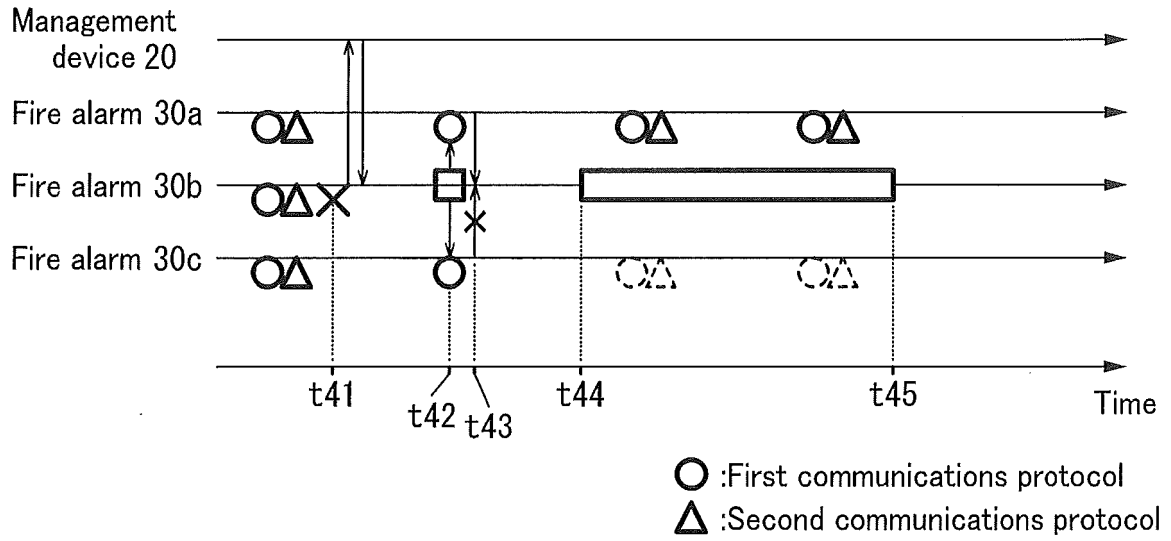 Management
device 20
Fire alarm 30a
Fire alarm 30b
Fire alarm 30c
t41
t42
t43
t44
t45
Time
:First communications protocol
:Second communications protocol